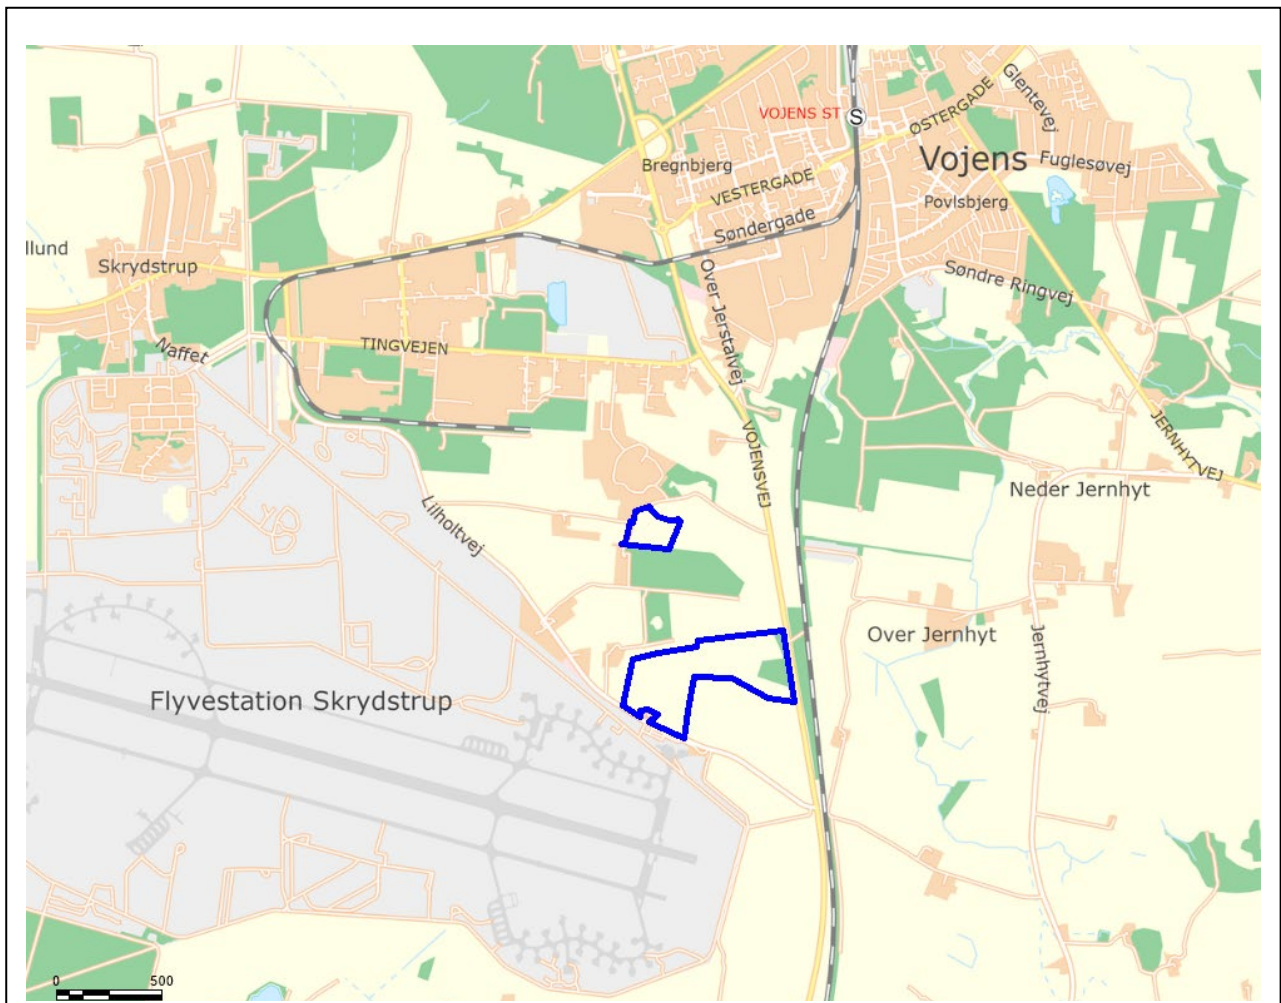 Glentevej
ØSTERGADE
VOJENS ST
S
Vojens
Fuglesøvej
Bregnbjerg
VESTERGADE
Povlsbjerg
Søndergade
llund
Skrydstrup
Søndre Ringvej
Over Jerstalvej
Naffet
TINGVEJEN
JERNHYTVEJ
VOJENSVEJ
Neder Jernhyt
Lilholtvej
Over Jernhyt
Jernhytvej
Flyvestation Skrydstrup
0 500